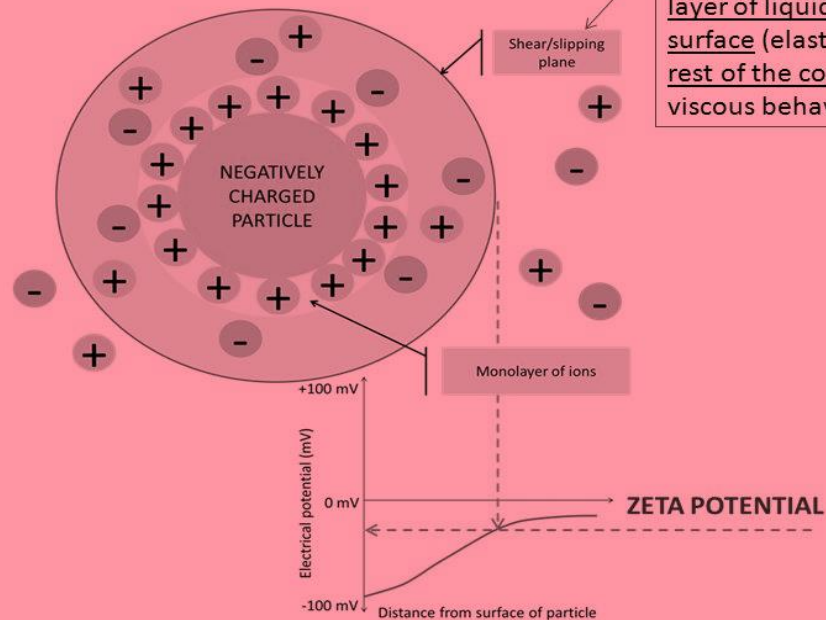 layer of liquid
surface (elast
rest of the co
viscous behav
Shear/slipping
plane
+
-
+
-
+
-
+
+
+
+
-
+
+
+
-
+
-
NEGATIVELY
CHARGED
PARTICLE
+
+
+
-
+
+
+
-
+
+
+
-
+
+
+
-
-
+
-
Monolayer of ions
+100 mV
Electrical potential (mV)
0 mV
ZETA POTENTIAL
-100 mV
Distance from surface of particle